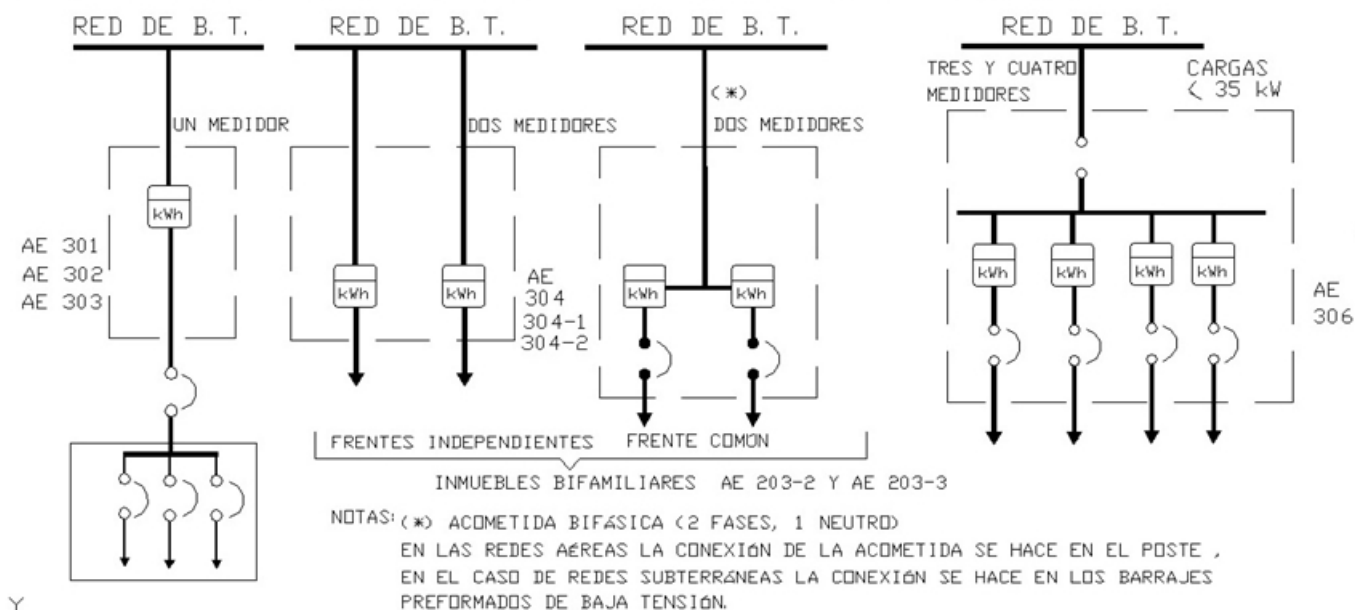 RED DE B. T.
UN MEDIDOR
kWh
AE 301
AE 302
AE 303
RED DE B. T.
DOS MEDIDORES
kWh
kWh
AE
304
304-1
304-2
RED DE B. T.
(*)
DOS MEDIDORES
kWh
kWh
RED DE B. T.
TRES Y CUATRO
MEDIDORES
CARGAS
< 35 kW
kWh
kWh
kWh
kWh
AE
306
FRENTES INDEPENDIENTES
FRENTE COMÚN
INMUEBLES BIFAMILIARES AE 203-2 Y AE 203-3
NOTAS: (*) ACOMETIDA BIFÁSICA (2 FASES, 1 NEUTRO)
EN LAS REDES AÉREAS LA CONEXIÓN DE LA ACOMETIDA SE HACE EN EL POSTE ,
EN EL CASO DE REDES SUBTERRÁNEAS LA CONEXIÓN SE HACE EN LOS BARRAJES
PREFORMADOS DE BAJA TENSIÓN.
Y